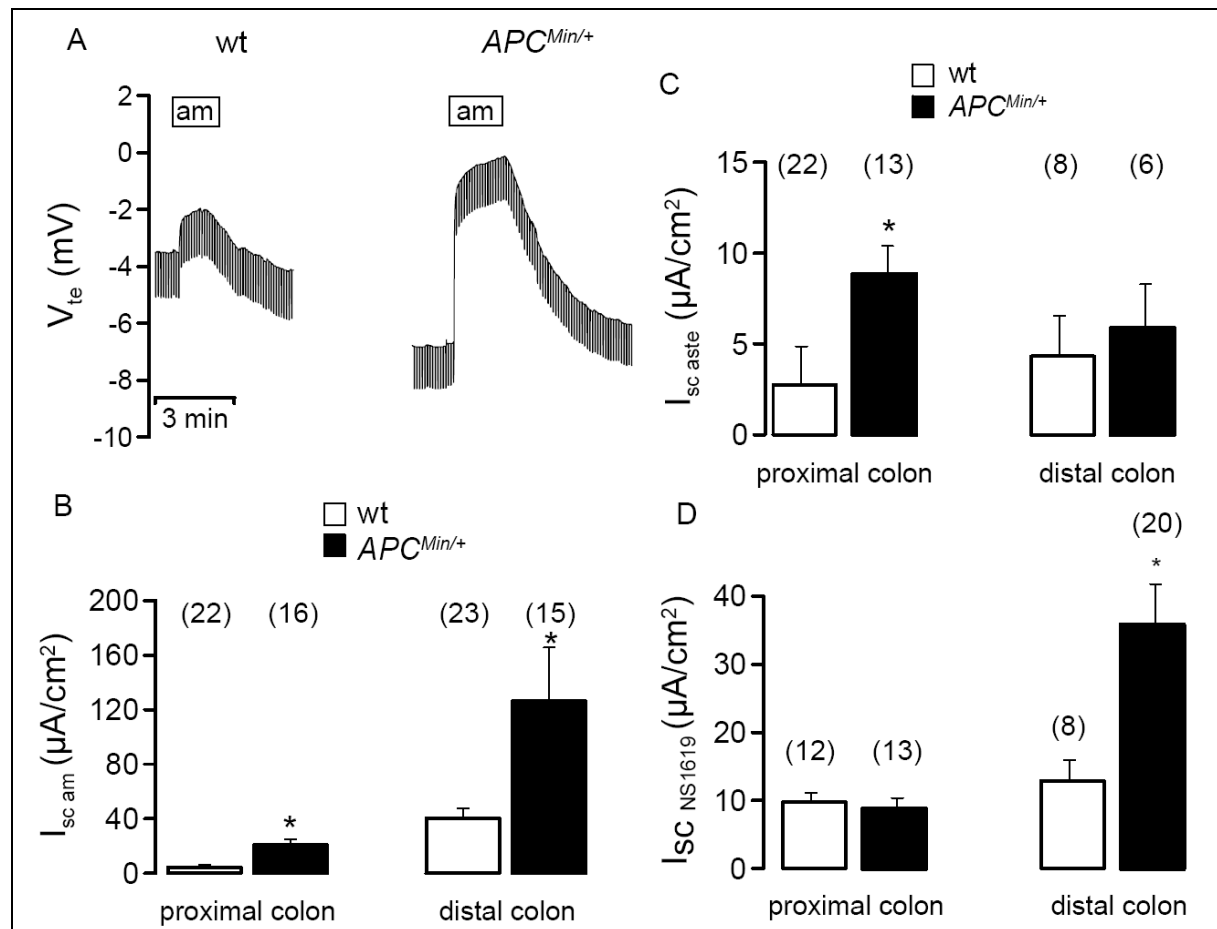 A
wt
APC^Min/+
am
am
2
0
-2
-4
-6
-8
-10
V_te (mV)
3 min
B
wt
APC^Min/+
200
160
120
80
40
0
I_sc am (µA/cm²)
(22)
(16)
(23)
(15)
*
*
proximal colon
distal colon
C
wt
APC^Min/+
15
10
5
0
I_sc aste (µA/cm²)
(22)
(13)
(8)
(6)
*
proximal colon
distal colon
D
40
30
20
10
0
I_SC NS1619 (µA/cm²)
(12)
(13)
(8)
(20)
*
proximal colon
distal colon